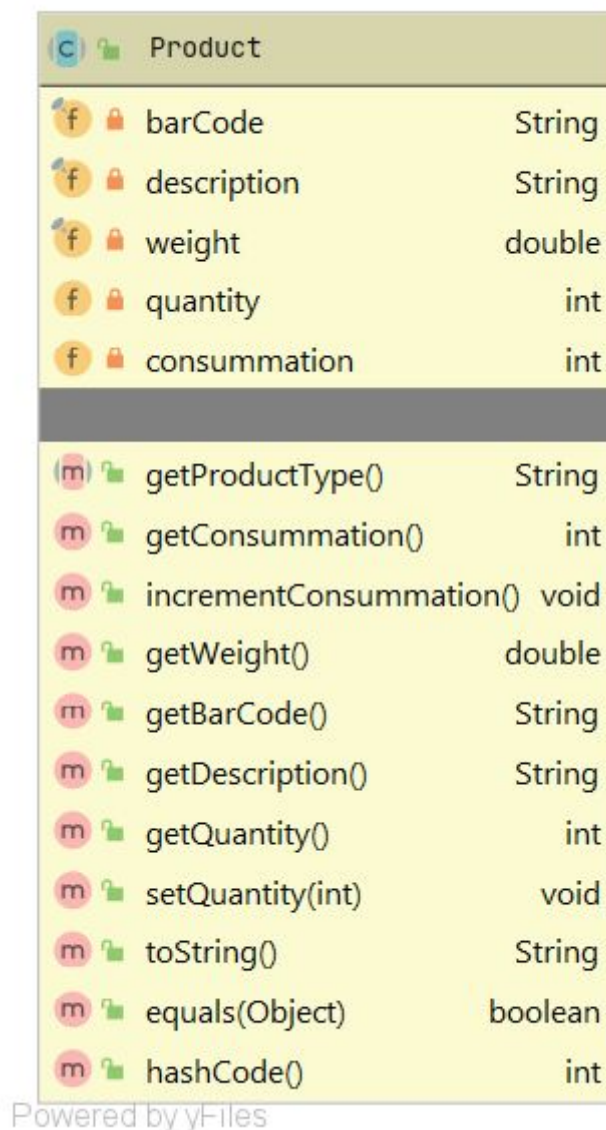 Product
barCode String
description String
weight double
quantity int
consummation int
getProductType() String
getConsummation() int
incrementConsummation() void
getWeight() double
getBarCode() String
getDescription() String
getQuantity() int
setQuantity(int) void
toString() String
equals(Object) boolean
hashCode() int
Powered by yFiles